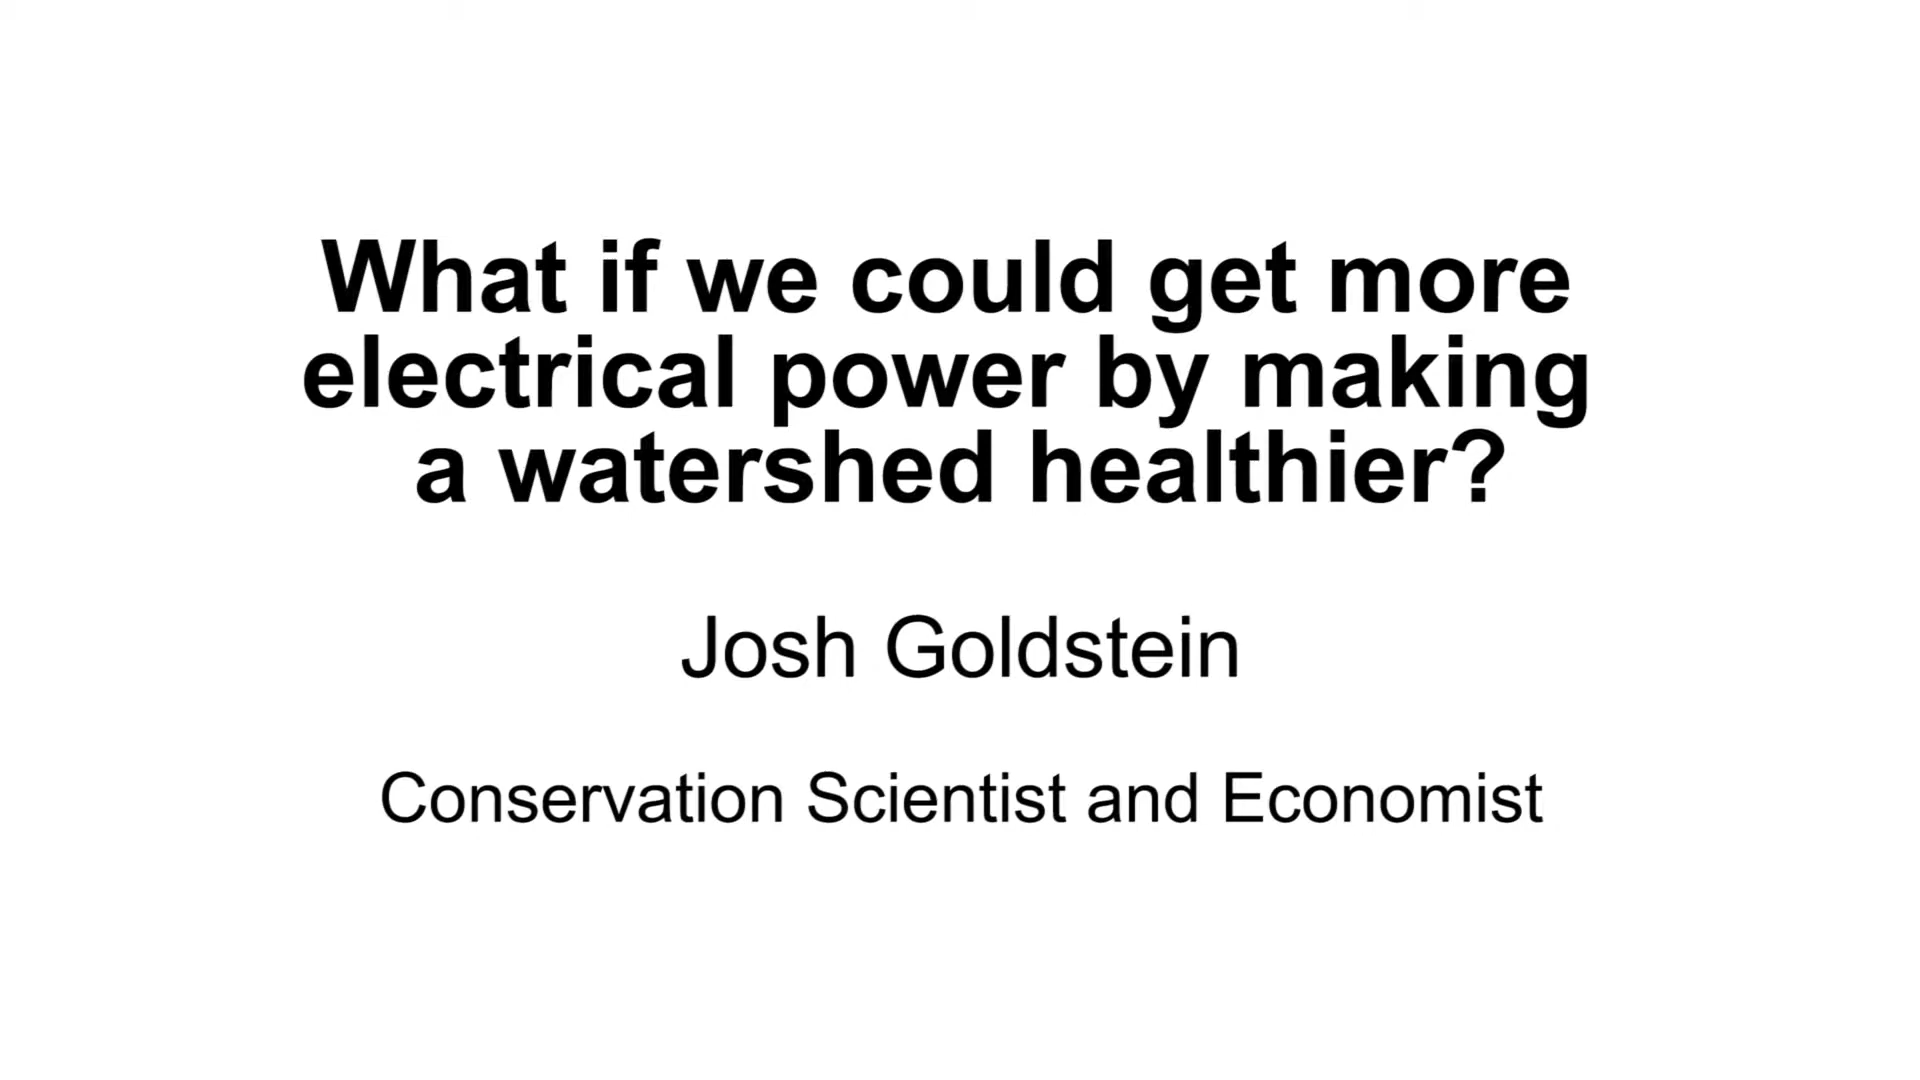 What if we could get more
electrical power by making
a watershed healthier?
Josh Goldstein
Conservation Scientist and Economist